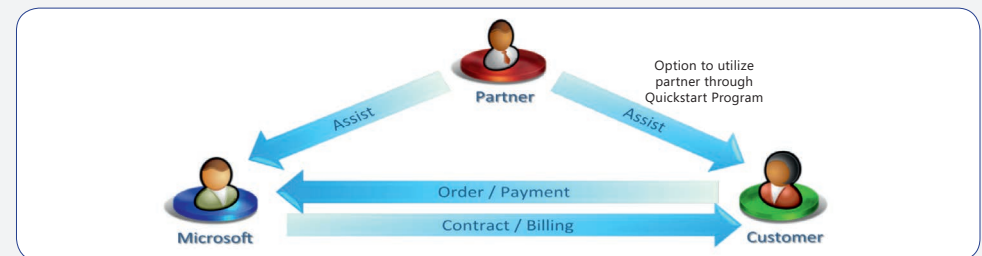 Option to utilize
partner through
Quickstart Program
Partner
Assist
Assist
Order / Payment
Contract / Billing
Microsoft
Customer